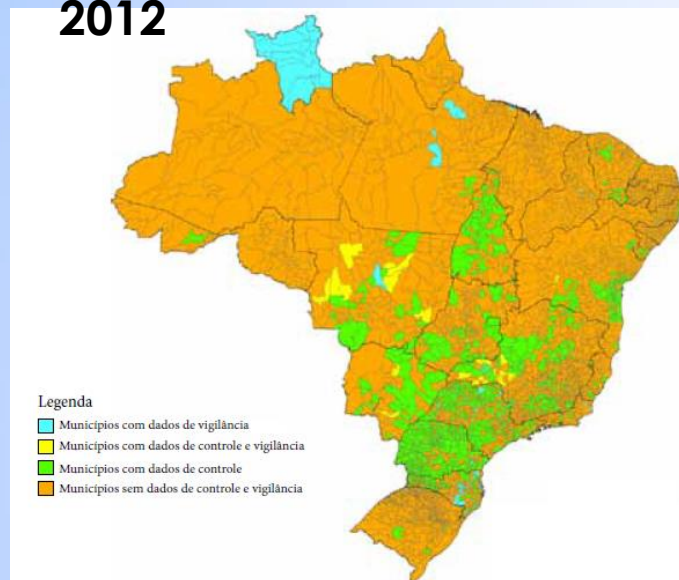 2012
Legenda
Municípios com dados de vigilância
Municípios com dados de controle e vigilância
Municípios com dados de controle
Municípios sem dados de controle e vigilância